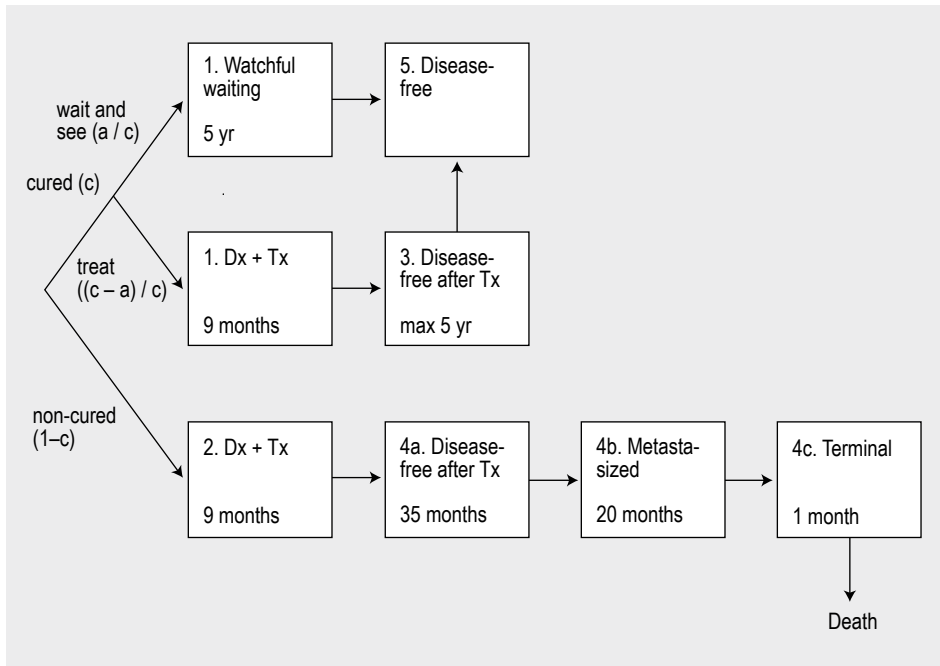 wait and
see (a / c)
cured (c)
treat
((c – a) / c)
non-cured
(1–c)
1. Watchful
waiting
5 yr
5. Disease-
free
1. Dx + Tx
9 months
3. Disease-
free after Tx
max 5 yr
2. Dx + Tx
9 months
4a. Disease-
free after Tx
35 months
4b. Metasta-
sized
20 months
4c. Terminal
1 month
Death